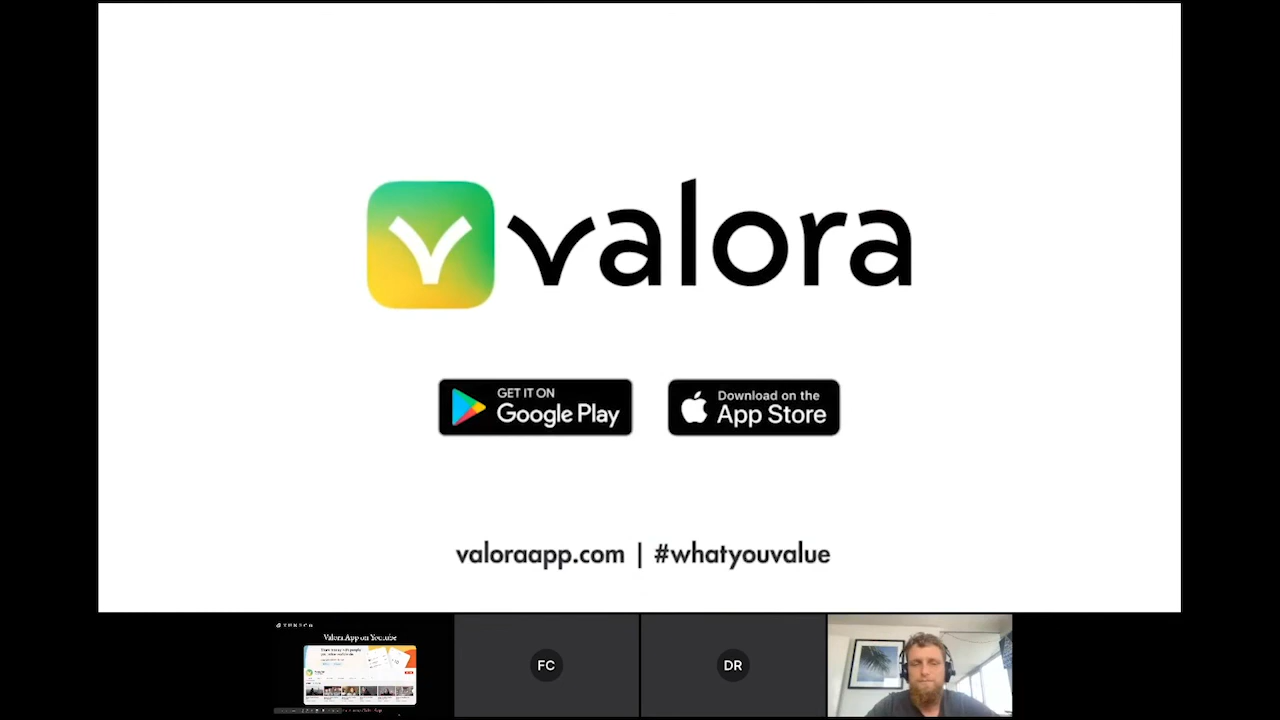 valora
GET IT ON
Google Play
Download on the
App Store
valoraapp.com | #whatyouvalue
Valora App on Youtube
FC
DR